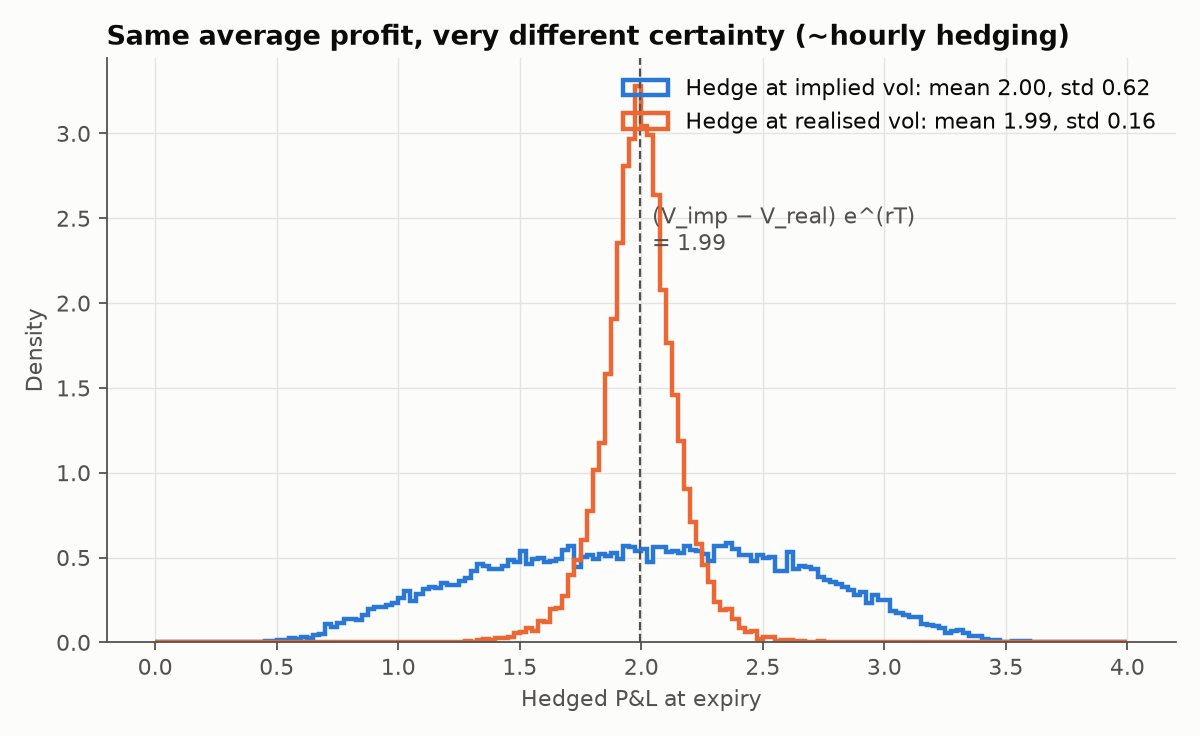 Same average profit, very different certainty (~hourly hedging)
Hedge at implied vol: mean 2.00, std 0.62
Hedge at realised vol: mean 1.99, std 0.16
(V_imp − V_real) e^(rT)
= 1.99
Density
3.0
2.5
2.0
1.5
1.0
0.5
0.0
0.0 0.5 1.0 1.5 2.0 2.5 3.0 3.5 4.0
Hedged P&L at expiry